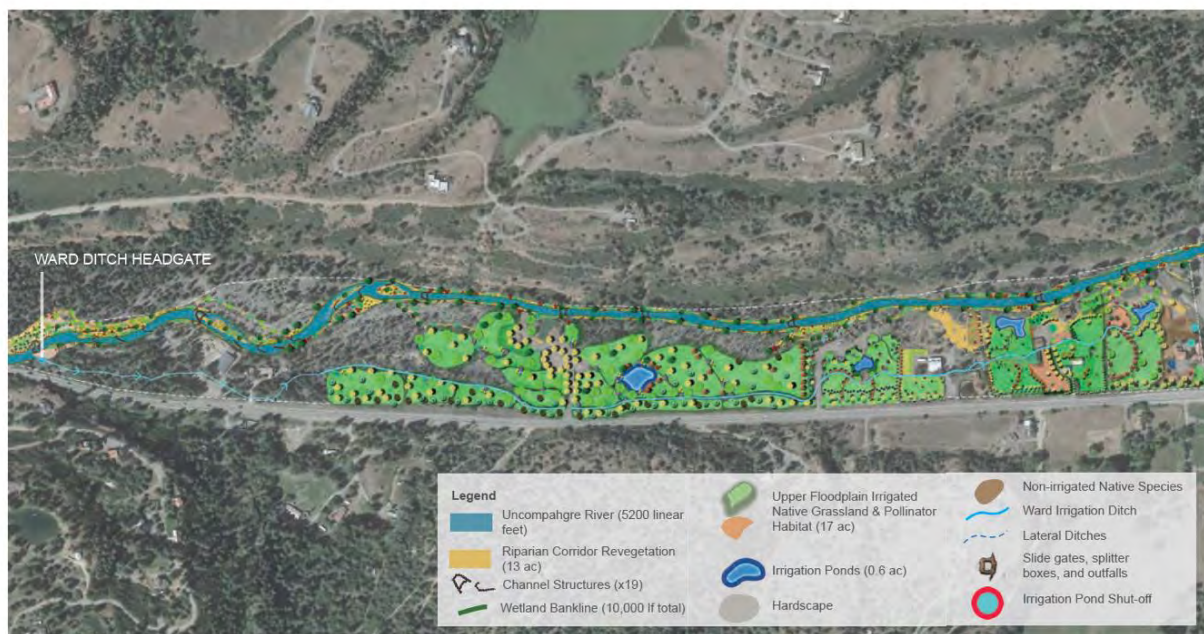 WARD DITCH HEADGATE
Legend
Uncompahgre River (5200 linear
feet)
Riparian Corridor Revegetation
(13 ac)
Channel Structures (x19)
Wetland Bankline (10,000 lf total)
Upper Floodplain Irrigated
Native Grassland & Pollinator
Habitat (17 ac)
Irrigation Ponds (0.6 ac)
Hardscape
Non-irrigated Native Species
Ward Irrigation Ditch
Lateral Ditches
Slide gates, splitter
boxes, and outfalls
Irrigation Pond Shut-off